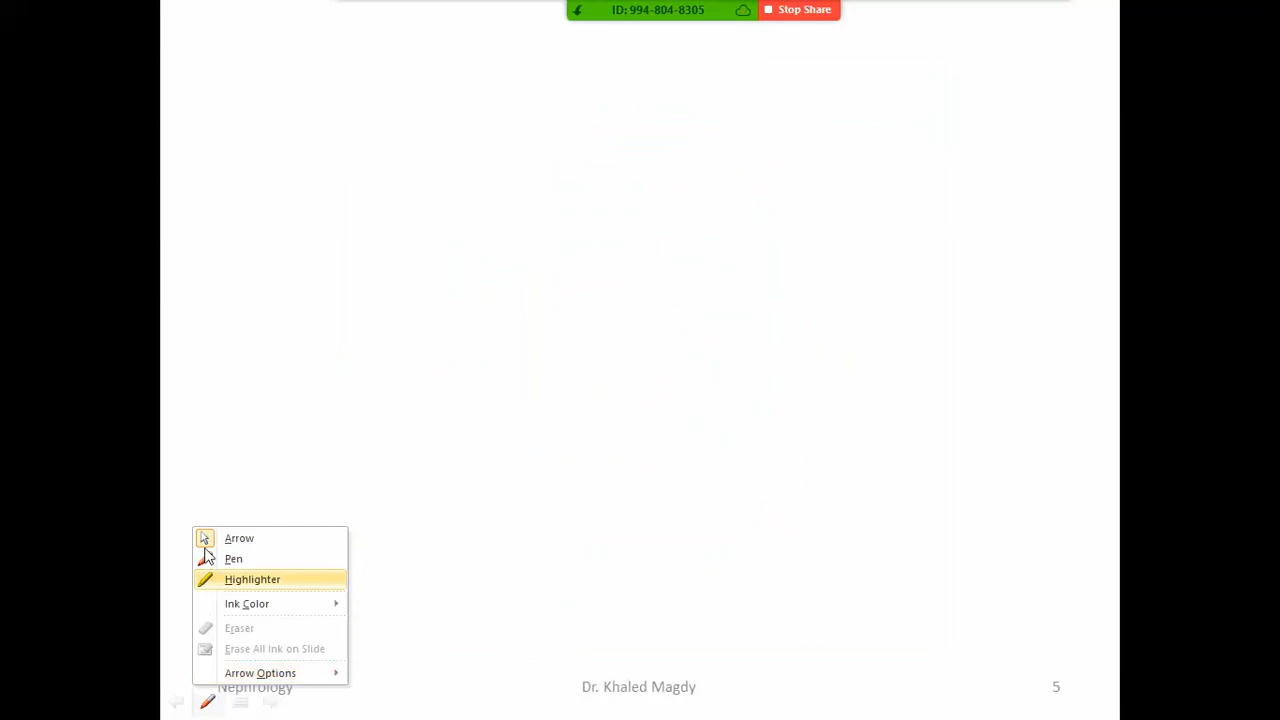 ID: 994-804-8305 Stop Share
Arrow
Pen
Highlighter
Ink Color
Eraser
Erase All Ink on Slide
Arrow Options
Nephrology Dr. Khaled Magdy 5